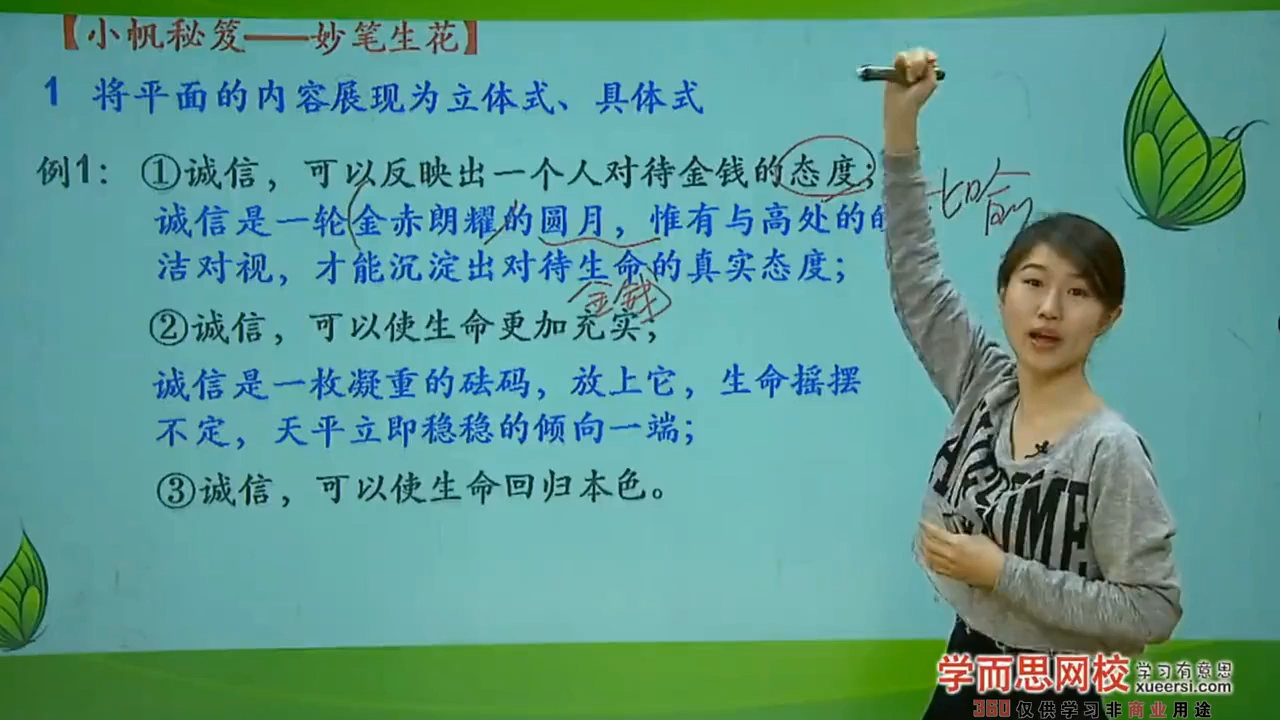 【小帆秘笈——妙笔生花】
1 将平面的内容展现为立体式、具体式
例1：①诚信，可以反映出一个人对待金钱的态度；
诚信是一轮金赤朗耀的圆月，惟有与高处的的
洁对视，才能沉淀出对待生命的真实态度；
金钱
②诚信，可以使生命更加充实；
诚信是一枚凝重的砝码，放上它，生命摇摆
不定，天平立即稳稳的倾向一端；
③诚信，可以使生命回归本色。
学而思网校 学习有意思
xueersi.com
360仅供学习非商业用途